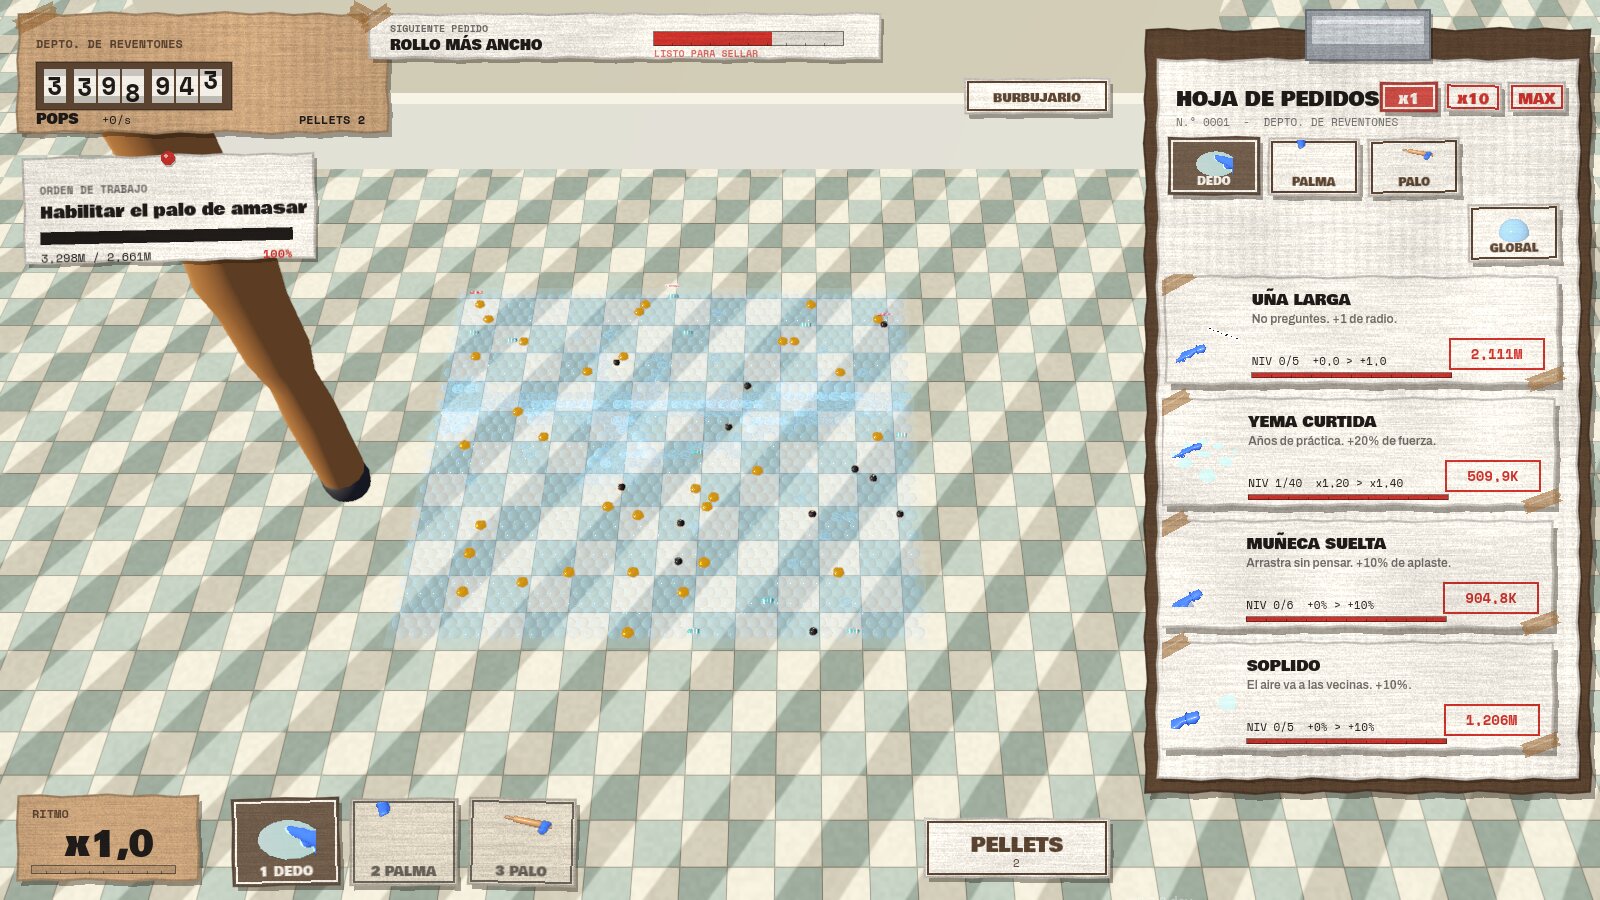 DEPTO. DE REVENTONES
3 398 943
POPS +0/s PELLETS 2
SIGUIENTE PEDIDO
ROLLO MÁS ANCHO
LISTO PARA SELLAR
BURBUJARIO
ORDEN DE TRABAJO
Habilitar el palo de amasar
3,298M / 2,661M 100%
HOJA DE PEDIDOS x1 x10 MAX
N.° 0001 - DEPTO. DE REVENTONES
DEDO PALMA PALO
GLOBAL
UÑA LARGA
No preguntes. +1 de radio.
NIV 0/5 +0,0 > +1,0 2,111M
YEMA CURTIDA
Años de práctica. +20% de fuerza.
NIV 1/40 x1,20 > x1,40 509,9K
MUÑECA SUELTA
Arrastra sin pensar. +10% de aplaste.
NIV 0/6 +0% > +10% 904,8K
SOPLIDO
El aire va a las vecinas. +10%.
NIV 0/5 +0% > +10% 1,206M
RITMO
x1,0
1 DEDO 2 PALMA 3 PALO
PELLETS
2